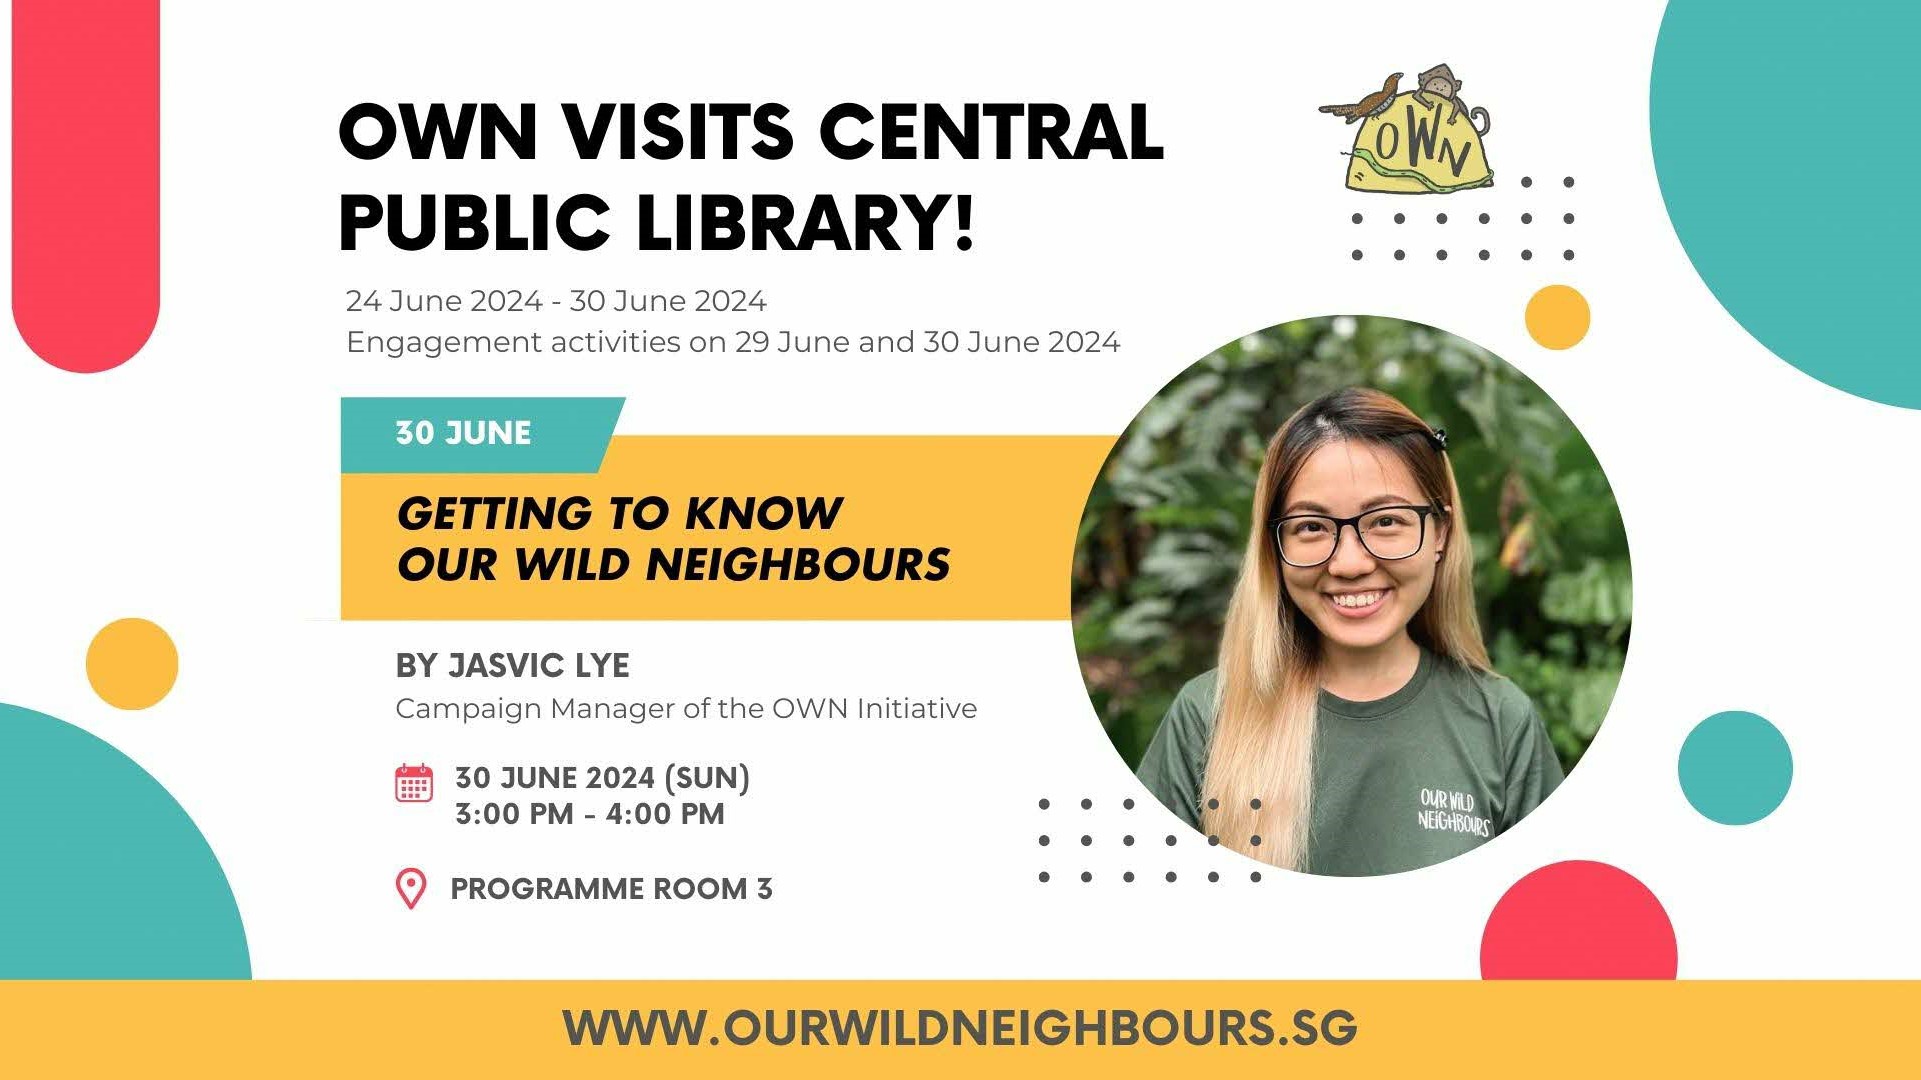 OWN VISITS CENTRAL
PUBLIC LIBRARY!
OWN
24 June 2024 - 30 June 2024
Engagement activities on 29 June and 30 June 2024
30 JUNE
GETTING TO KNOW
OUR WILD NEIGHBOURS
BY JASVIC LYE
Campaign Manager of the OWN Initiative
30 JUNE 2024 (SUN)
3:00 PM - 4:00 PM
PROGRAMME ROOM 3
OUR WILD
NEIGHBOURS
WWW.OURWILDNEIGHBOURS.SG